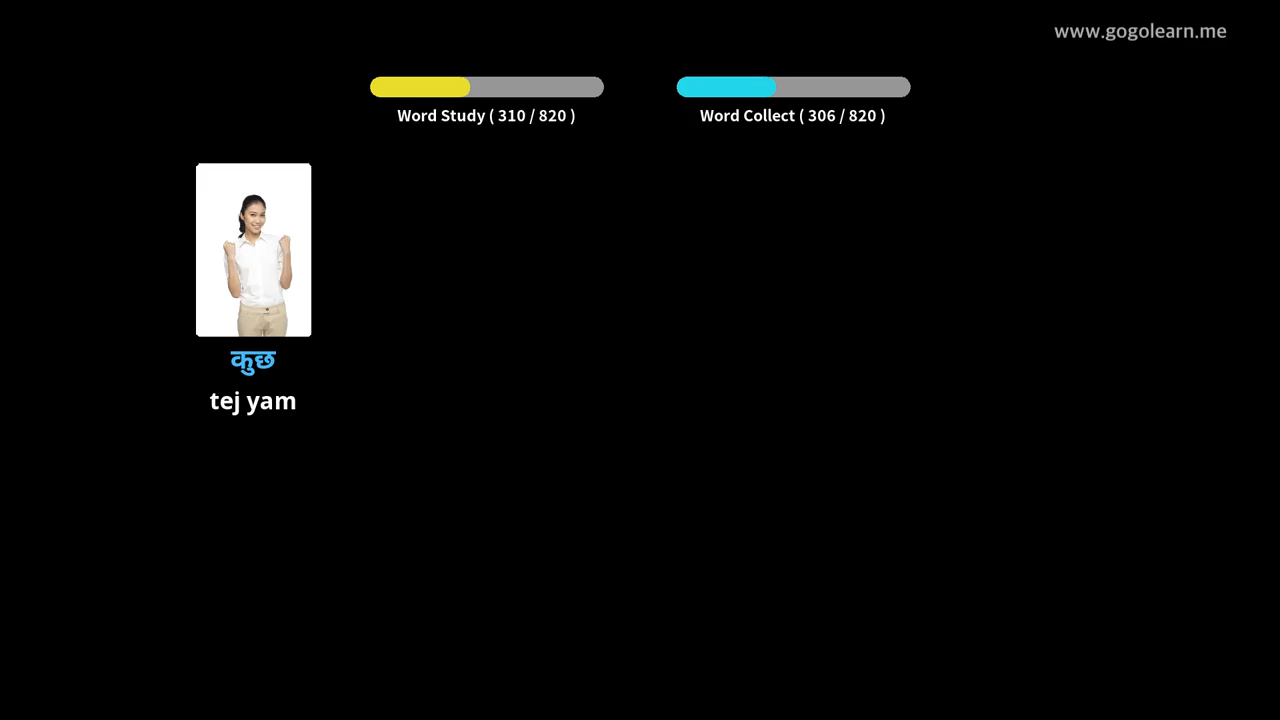 www.gogolearn.me
Word Study ( 310 / 820 )
Word Collect ( 306 / 820 )
कुछ
tej yam